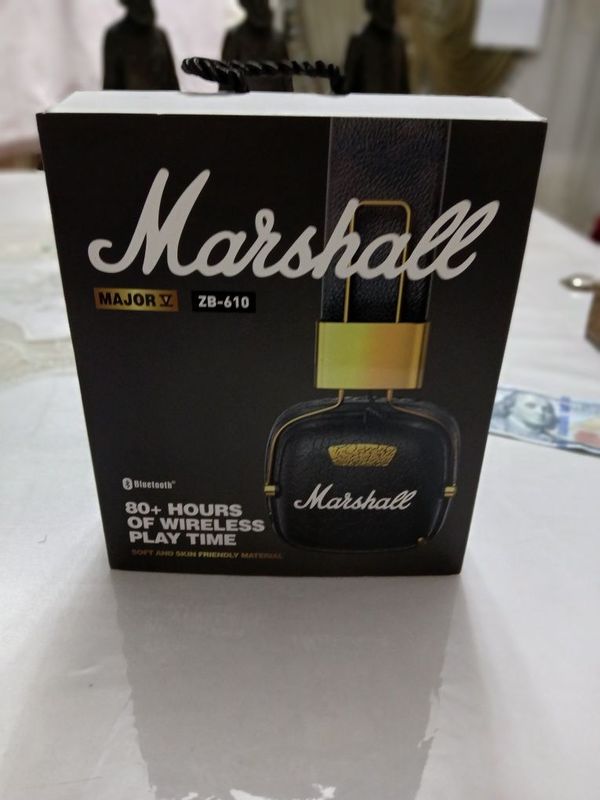 Marshall
MAJOR V ZB-610
Bluetooth
80+ HOURS
OF WIRELESS
PLAY TIME
SOFT AND SKIN FRIENDLY MATERIAL
Marshall